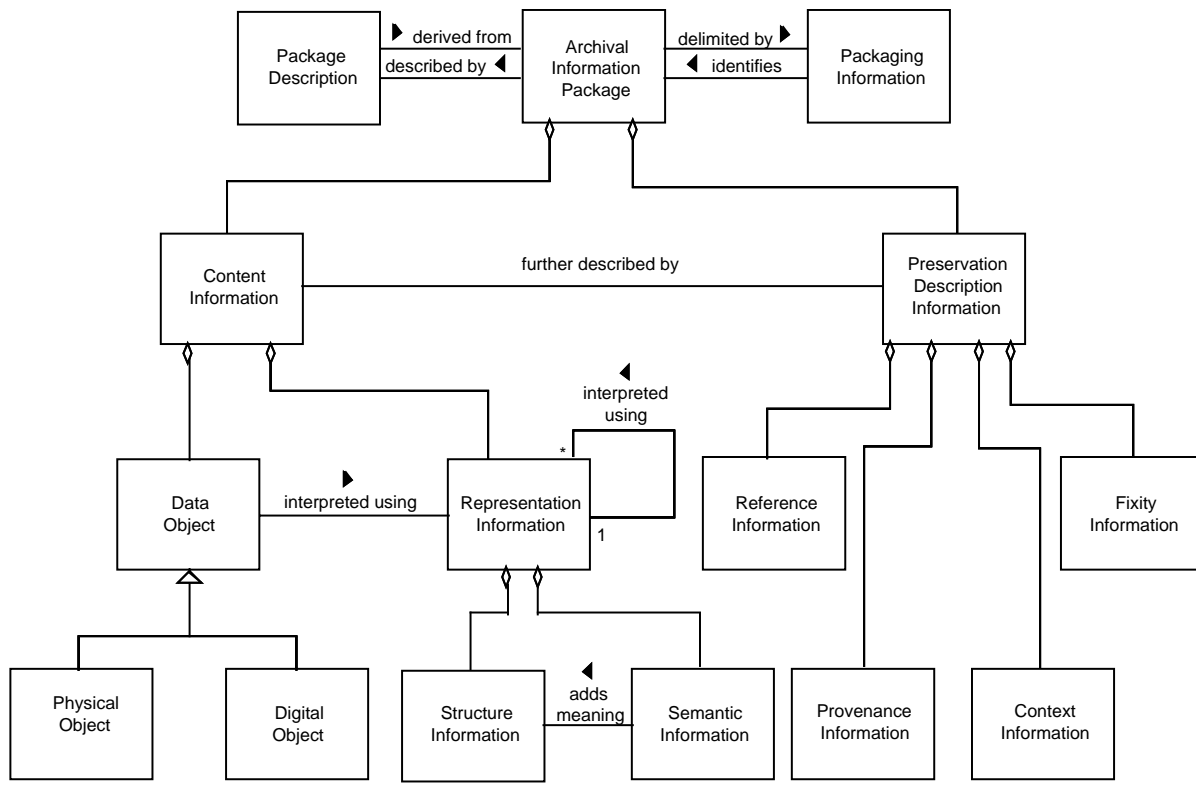 Package
Description
derived from
described by
Archival
Information
Package
delimited by
identifies
Packaging
Information
Content
Information
further described by
Preservation
Description
Information
interpreted
using
*
1
Data
Object
interpreted using
Representation
Information
Reference
Information
Fixity
Information
Physical
Object
Digital
Object
Structure
Information
adds
meaning
Semantic
Information
Provenance
Information
Context
Information